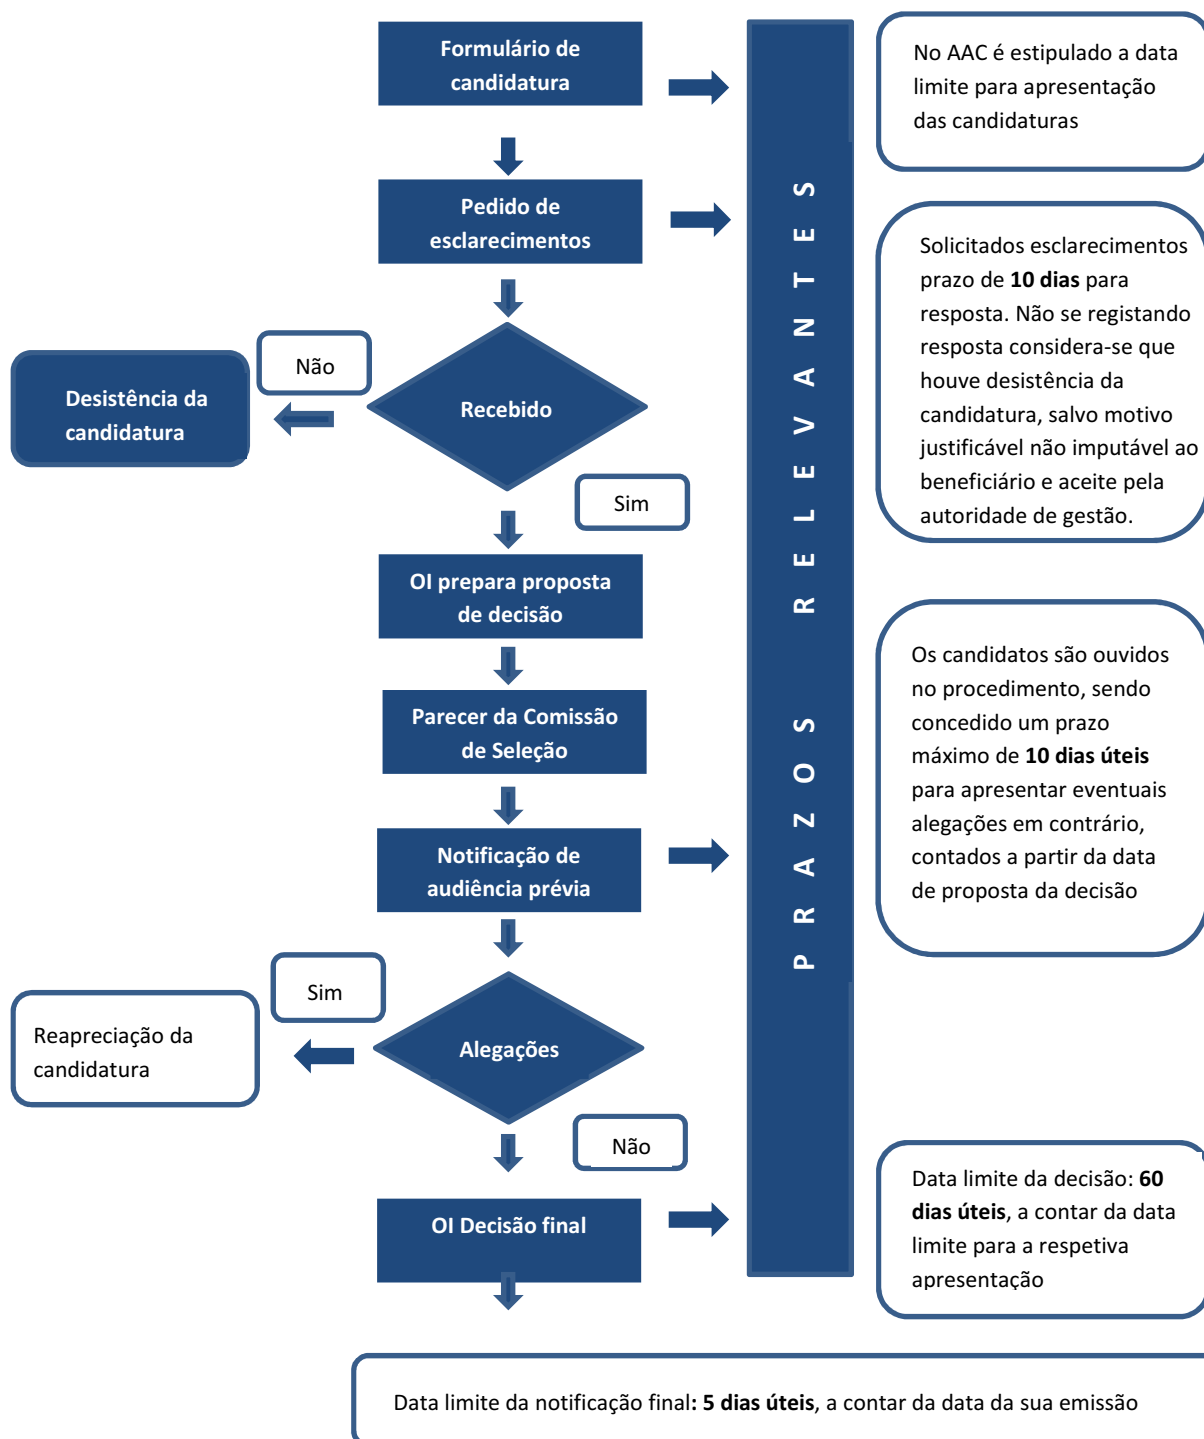 Formulário de
candidatura
No AAC é estipulado a data
limite para apresentação
das candidaturas
Pedido de
esclarecimentos
Solicitados esclarecimentos
prazo de 10 dias para
resposta. Não se registando
resposta considera-se que
houve desistência da
candidatura, salvo motivo
justificável não imputável ao
beneficiário e aceite pela
autoridade de gestão.
Não
Desistência da
candidatura
Recebido
Sim
OI prepara proposta
de decisão
Parecer da Comissão
de Seleção
Os candidatos são ouvidos
no procedimento, sendo
concedido um prazo
máximo de 10 dias úteis
para apresentar eventuais
alegações em contrário,
contados a partir da data
de proposta da decisão
Notificação de
audiência prévia
Sim
Reapreciação da
candidatura
Alegações
Não
OI Decisão final
Data limite da decisão: 60
dias úteis, a contar da data
limite para a respetiva
apresentação
PRAZOS RELEVANTES
Data limite da notificação final: 5 dias úteis, a contar da data da sua emissão